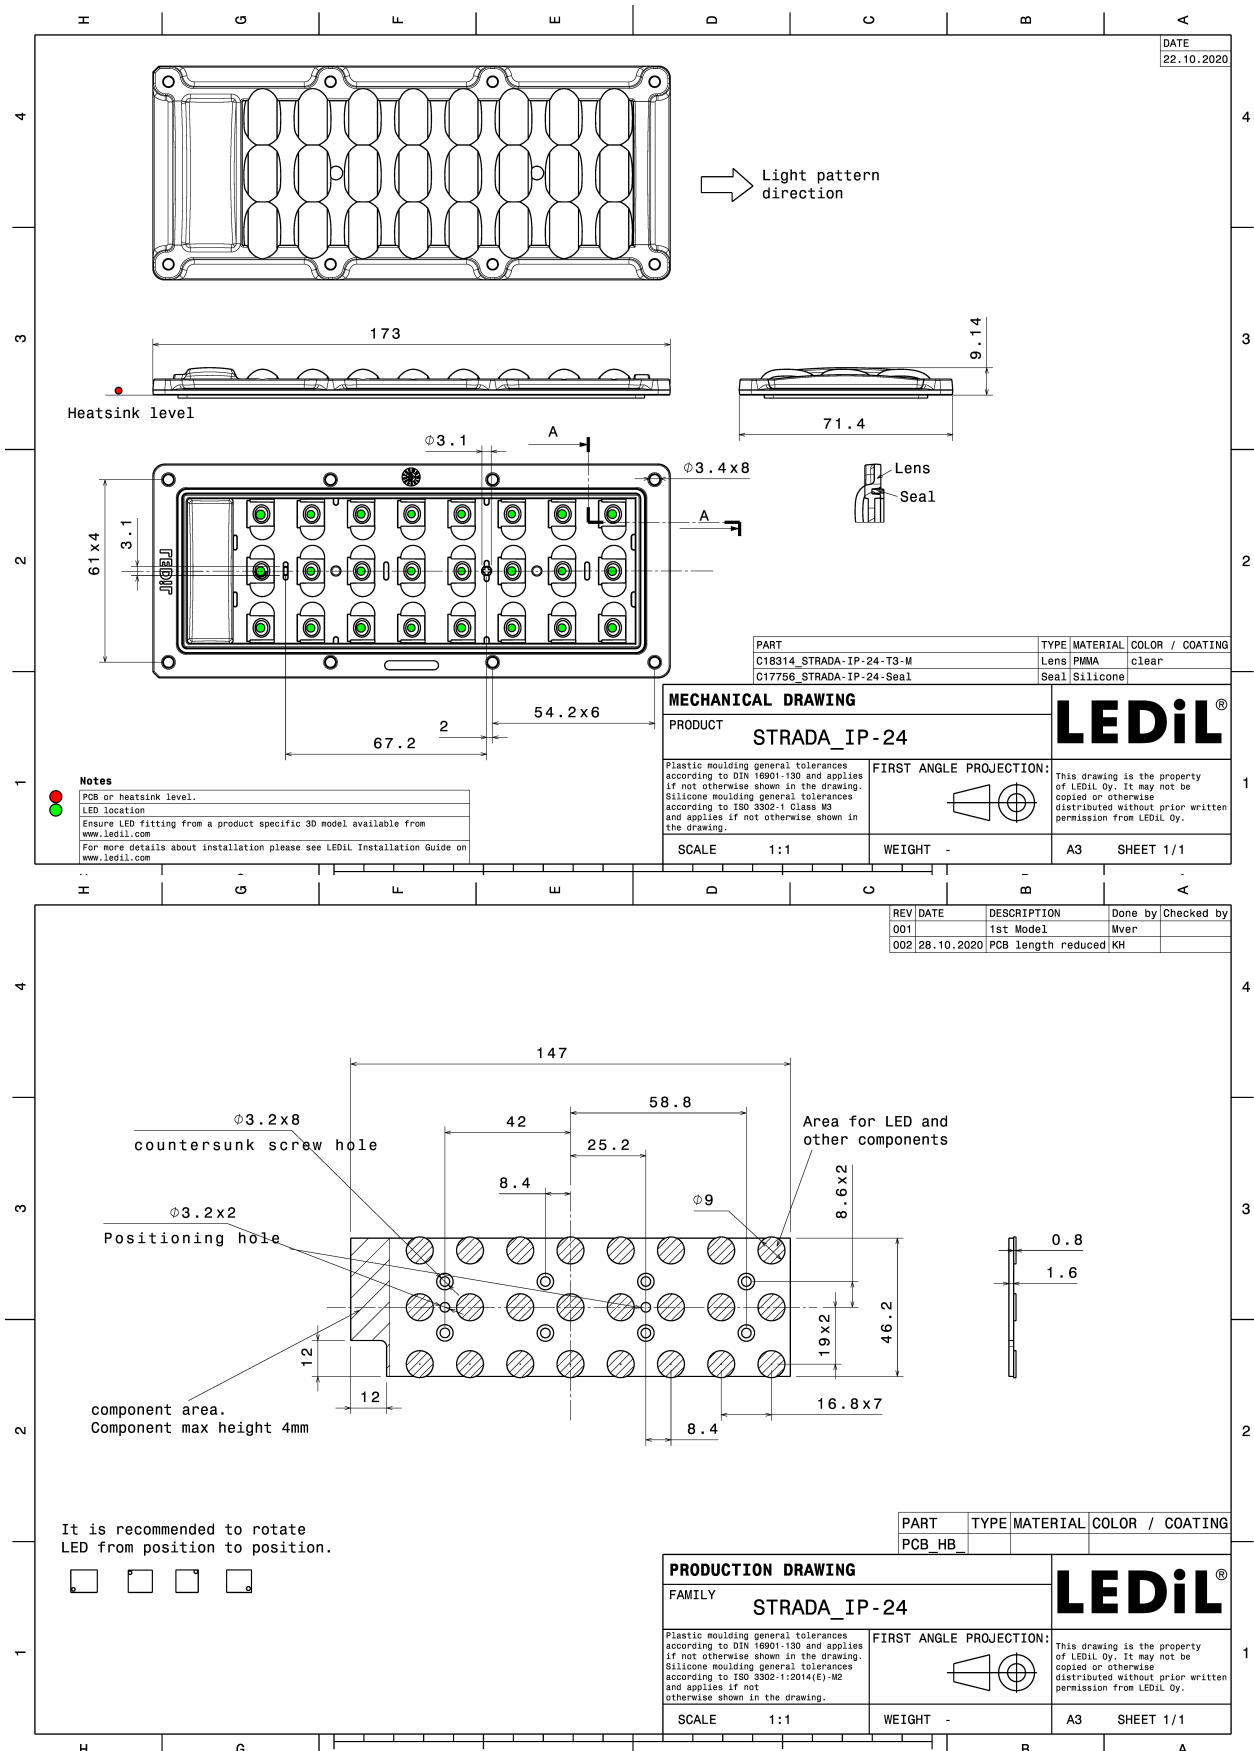 H G F E D C B A
DATE
22.10.2020
4 4
Light pattern
direction
3 3
173
9.14
Heatsink level
71.4
⌀3.1
A
⌀3.4x8
Lens
Seal
A
61x4
3.1
LEDiL
2 2
PART TYPE MATERIAL COLOR / COATING
C18314_STRADA-IP-24-T3-M Lens PMMA clear
C17756_STRADA-IP-24-Seal Seal Silicone
54.2x6
2
67.2
MECHANICAL DRAWING
PRODUCT
STRADA_IP-24
LEDiL®
1 1
Notes
PCB or heatsink level.
LED location
Ensure LED fitting from a product specific 3D model available from
www.ledil.com
For more details about installation please see LEDiL Installation Guide on
www.ledil.com
Plastic moulding general tolerances
according to DIN 16901-130 and applies
if not otherwise shown in the drawing.
Silicone moulding general tolerances
according to ISO 3302-1 Class M3
and applies if not otherwise shown in
the drawing.
FIRST ANGLE PROJECTION:
This drawing is the property
of LEDiL Oy. It may not be
copied or otherwise
distributed without prior written
permission from LEDiL Oy.
SCALE 1:1 WEIGHT - A3 SHEET 1/1
H G F E D C B A
REV DATE DESCRIPTION Done by Checked by
001 1st Model Mver
002 28.10.2020 PCB length reduced KH
4 4
147
58.8
⌀3.2x8
countersunk screw hole
42
Area for LED and
other components
25.2
8.4
8.6x2
⌀9
3 3
⌀3.2x2
Positioning hole
0.8
1.6
46.2
19x2
12
12
16.8x7
8.4
component area.
Component max height 4mm
2 2
It is recommended to rotate
LED from position to position.
PART TYPE MATERIAL COLOR / COATING
PCB_HB_
PRODUCTION DRAWING
FAMILY
STRADA_IP-24
LEDiL®
1 1
Plastic moulding general tolerances
according to DIN 16901-130 and applies
if not otherwise shown in the drawing.
Silicone moulding general tolerances
according to ISO 3302-1:2014(E)-M2
and applies if not
otherwise shown in the drawing.
FIRST ANGLE PROJECTION:
This drawing is the property
of LEDiL Oy. It may not be
copied or otherwise
distributed without prior written
permission from LEDiL Oy.
SCALE 1:1 WEIGHT - A3 SHEET 1/1
H G B A